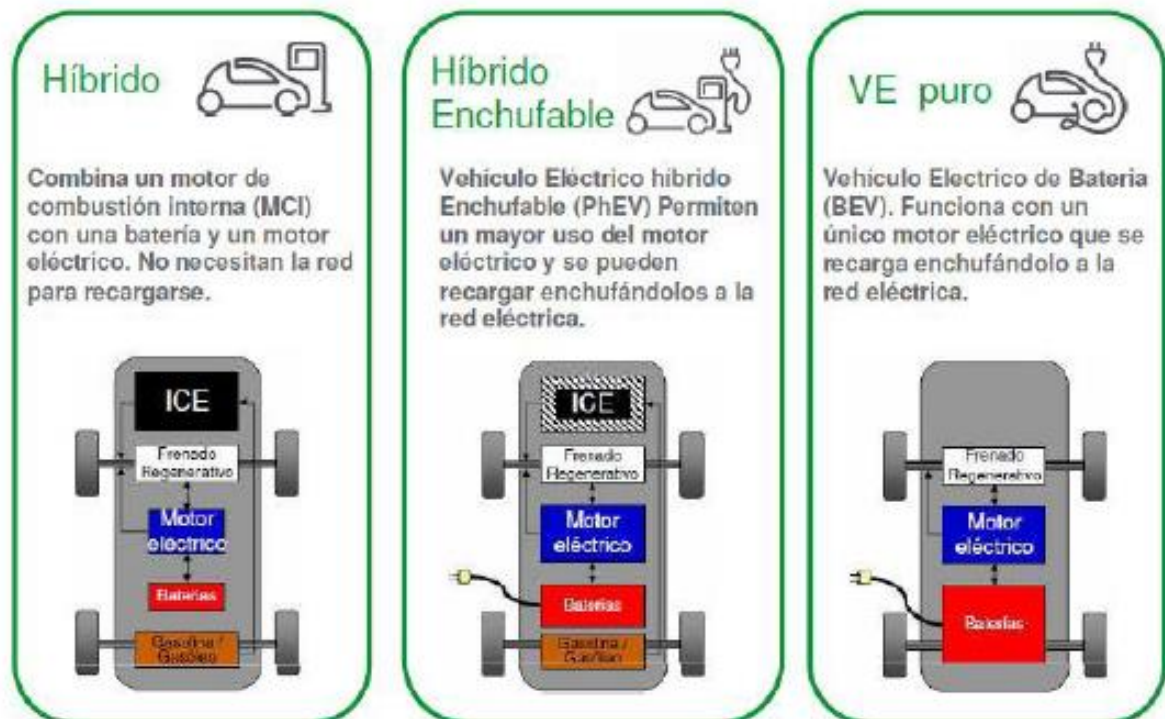 Híbrido
Combina un motor de
combustión interna (MCI)
con una batería y un motor
eléctrico. No necesitan la red
para recargarse.
ICE
Frenado
Regenerativo
Motor
eléctrico
Baterías
Gasolina /
Gasóleo
Híbrido
Enchufable
Vehículo Eléctrico híbrido
Enchufable (PhEV) Permiten
un mayor uso del motor
eléctrico y se pueden
recargar enchufándolos a la
red eléctrica.
ICE
Frenado
Regenerativo
Motor
eléctrico
Baterías
Gasolina /
Gasóleo
VE puro
Vehículo Electrico de Bateria
(BEV). Funciona con un
único motor eléctrico que se
recarga enchufándolo a la
red eléctrica.
Frenado
Regenerativo
Motor
eléctrico
Baterías